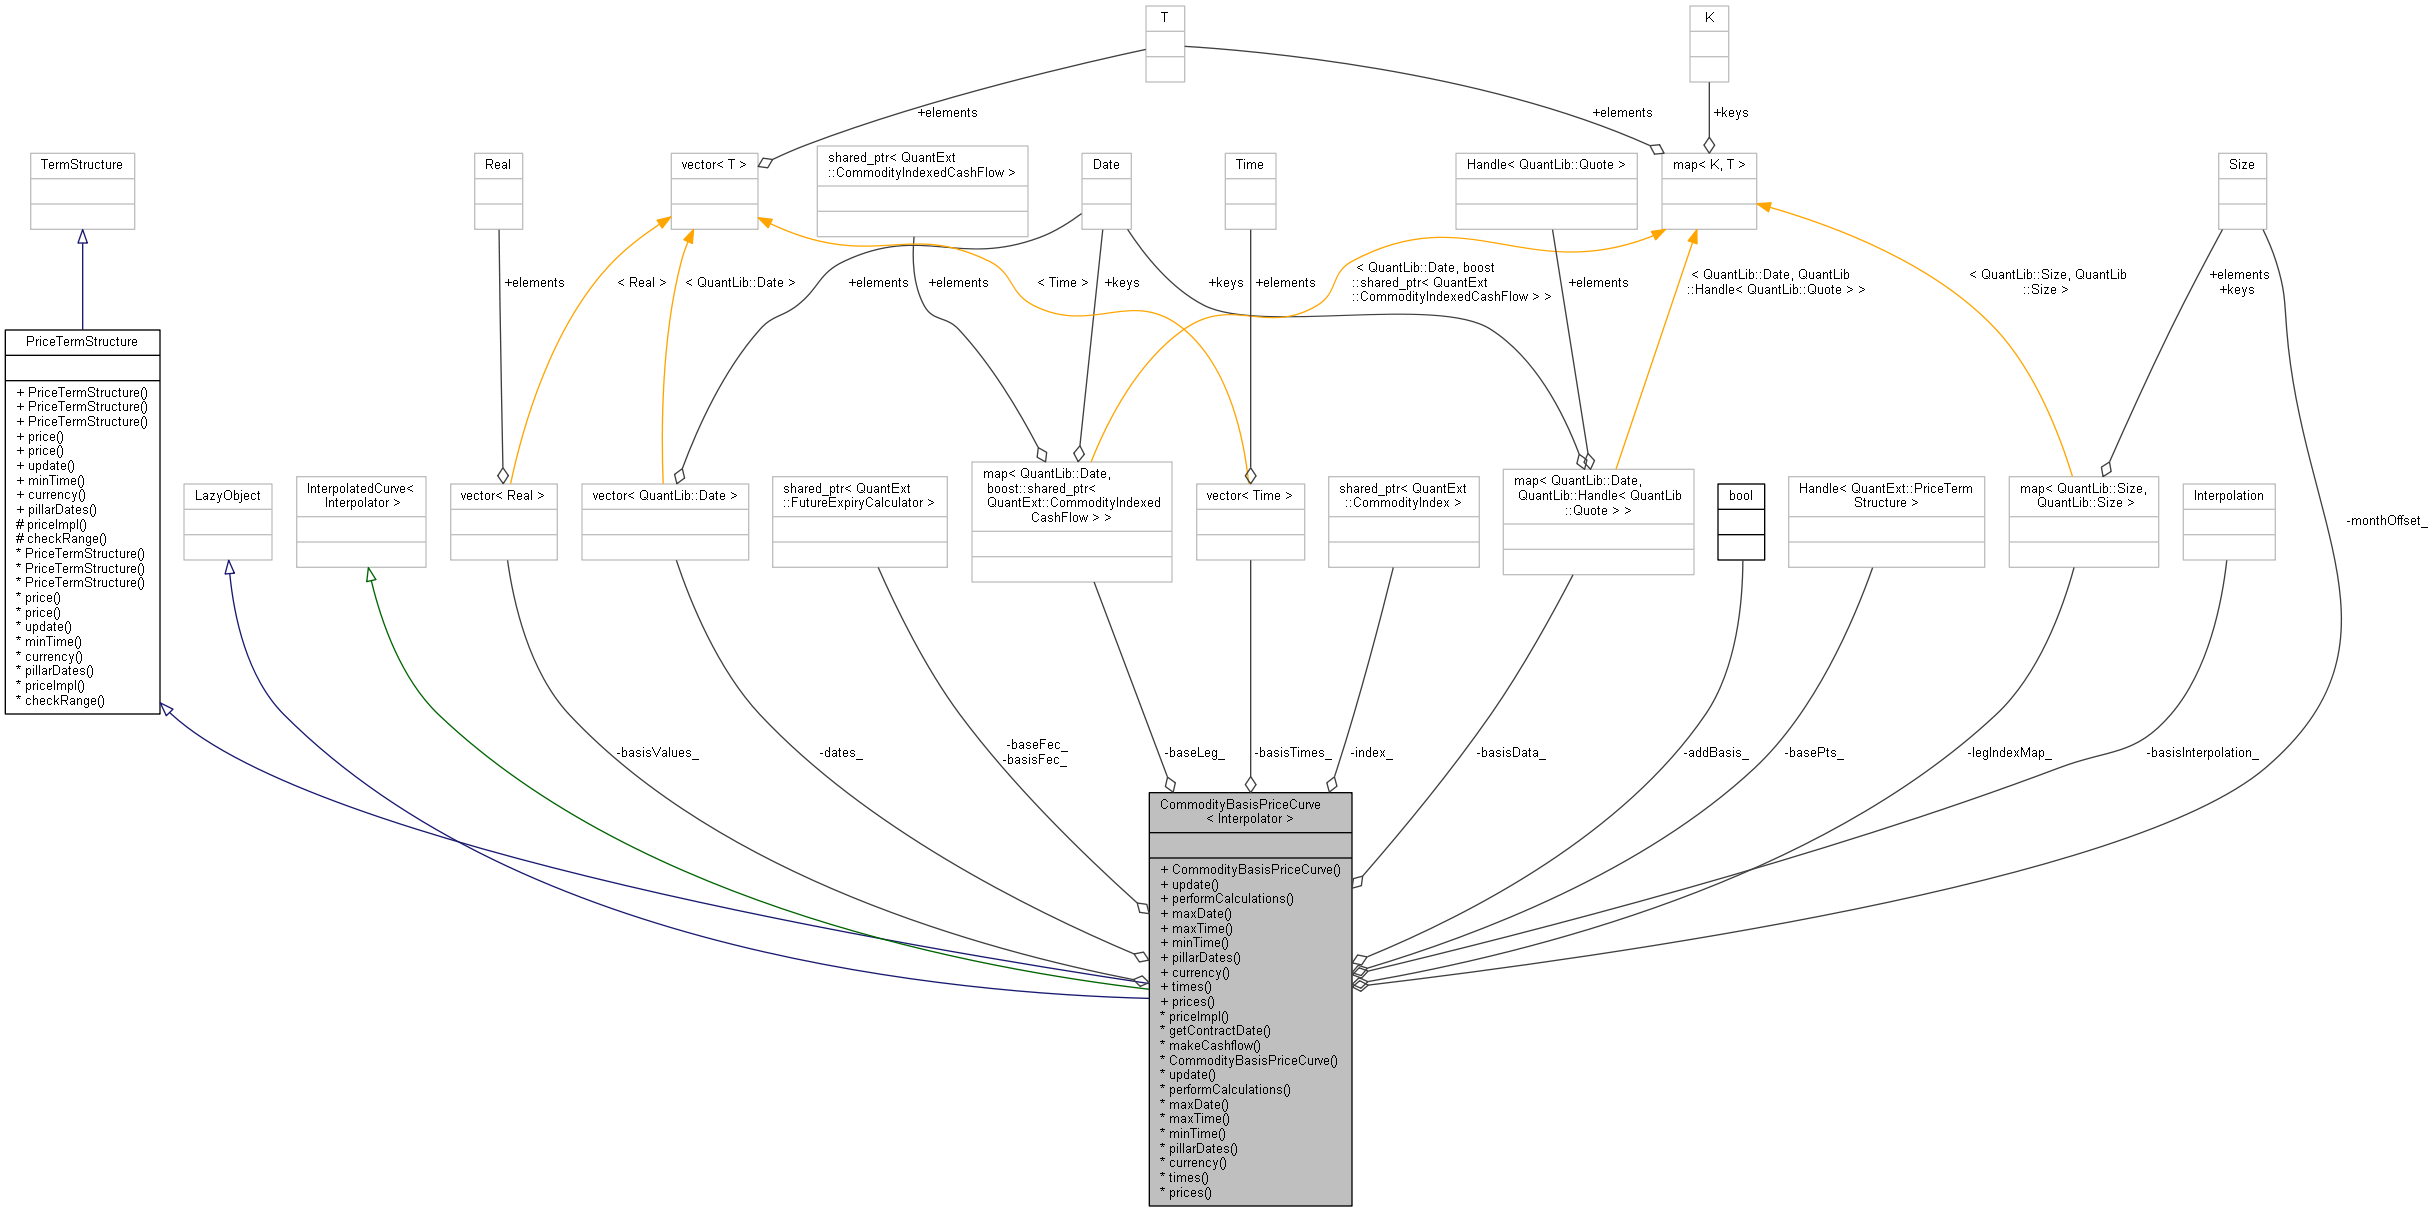 T
K
+elements
+elements
+keys
TermStructure
Real
vector< T >
shared_ptr< QuantExt
::CommodityIndexedCashFlow >
Date
Time
Handle< QuantLib::Quote >
map< K, T >
Size
+elements
< Real >
< QuantLib::Date >
+elements
+elements
< Time >
+keys
+keys
+elements
< QuantLib::Date, boost
::shared_ptr< QuantExt
::CommodityIndexedCashFlow > >
+elements
< QuantLib::Date, QuantLib
::Handle< QuantLib::Quote > >
< QuantLib::Size, QuantLib
::Size >
+elements
+keys
PriceTermStructure
+ PriceTermStructure()
+ PriceTermStructure()
+ PriceTermStructure()
+ price()
+ price()
+ update()
+ minTime()
+ currency()
+ pillarDates()
# priceImpl()
# checkRange()
* PriceTermStructure()
* PriceTermStructure()
* PriceTermStructure()
* price()
* price()
* update()
* minTime()
* currency()
* pillarDates()
* priceImpl()
* checkRange()
LazyObject
InterpolatedCurve<
Interpolator >
vector< Real >
vector< QuantLib::Date >
shared_ptr< QuantExt
::FutureExpiryCalculator >
map< QuantLib::Date,
boost::shared_ptr<
QuantExt::CommodityIndexed
CashFlow > >
vector< Time >
shared_ptr< QuantExt
::CommodityIndex >
map< QuantLib::Date,
QuantLib::Handle< QuantLib
::Quote > >
bool
Handle< QuantExt::PriceTerm
Structure >
map< QuantLib::Size,
QuantLib::Size >
Interpolation
-monthOffset_
-basisValues_
-dates_
-baseFec_
-basisFec_
-baseLeg_
-basisTimes_
-index_
-basisData_
-addBasis_
-basePts_
-legIndexMap_
-basisInterpolation_
CommodityBasisPriceCurve
< Interpolator >
+ CommodityBasisPriceCurve()
+ update()
+ performCalculations()
+ maxDate()
+ maxTime()
+ minTime()
+ pillarDates()
+ currency()
+ times()
+ prices()
* priceImpl()
* getContractDate()
* makeCashflow()
* CommodityBasisPriceCurve()
* update()
* performCalculations()
* maxDate()
* maxTime()
* minTime()
* pillarDates()
* currency()
* times()
* prices()